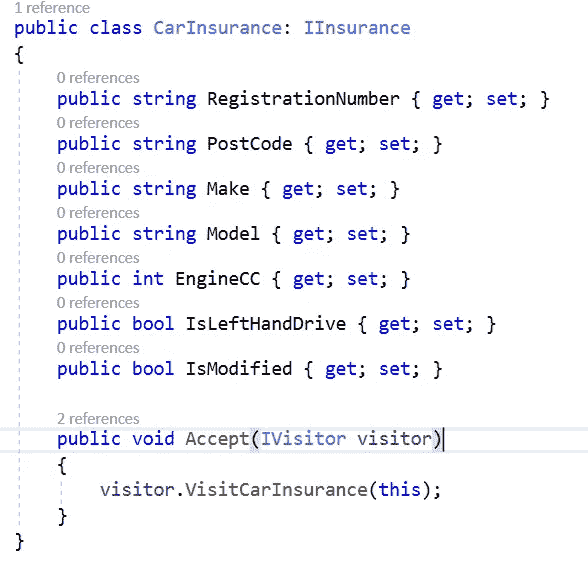 1 reference
public class CarInsurance: IInsurance
{
0 references
public string RegistrationNumber { get; set; }
0 references
public string PostCode { get; set; }
0 references
public string Make { get; set; }
0 references
public string Model { get; set; }
0 references
public int EngineCC { get; set; }
0 references
public bool IsLeftHandDrive { get; set; }
0 references
public bool IsModified { get; set; }
2 references
public void Accept(IVisitor visitor)
{
visitor.VisitCarInsurance(this);
}
}